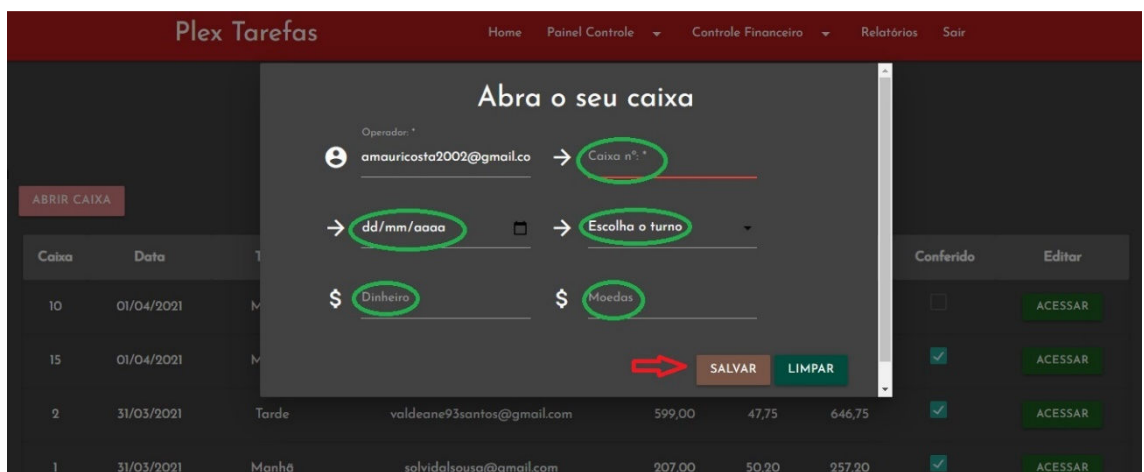 Plex Tarefas Home Painel Controle Controle Financeiro Relatórios Sair
Abra o seu caixa
Operador: *
amauricosta2002@gmail.co Caixa nº: *
ABRIR CAIXA
dd/mm/aaaa Escolha o turno
Caixa Data Conferido Editar
Dinheiro Moedas
10 01/04/2021 ACESSAR
15 01/04/2021 ACESSAR
SALVAR LIMPAR
2 31/03/2021 Tarde valdeane93santos@gmail.com 599,00 47,75 646,75 ACESSAR
1 31/03/2021 Manhã solvidalsousa@gmail.com 207,00 50,20 257,20 ACESSAR